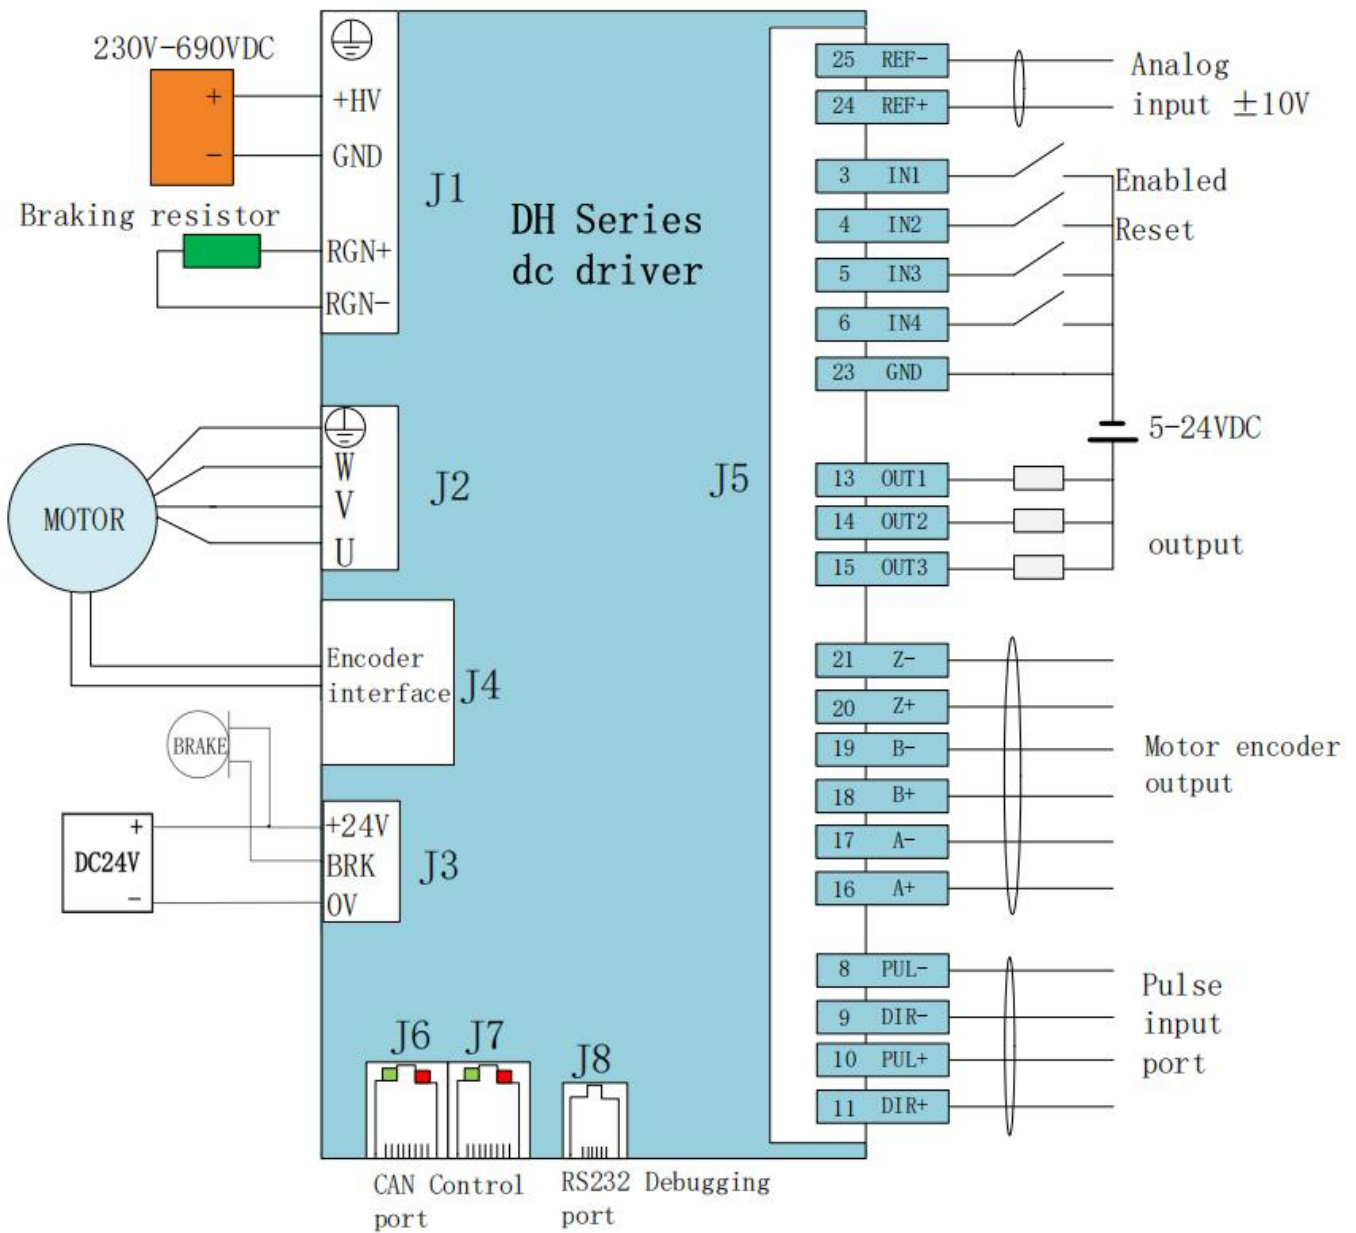 230V-690VDC
+
-
Braking resistor
+HV
GND
RGN+
RGN-
J1
DH Series
dc driver
MOTOR
W
V
U
J2
Encoder
interface
J4
BRAKE
DC24V
+
-
+24V
BRK
0V
J3
J5
J6
J7
J8
CAN Control
port
RS232 Debugging
port
25 REF-
24 REF+
Analog
input ±10V
3 IN1
Enabled
4 IN2
Reset
5 IN3
6 IN4
23 GND
5-24VDC
13 OUT1
14 OUT2
15 OUT3
output
21 Z-
20 Z+
19 B-
18 B+
17 A-
16 A+
Motor encoder
output
8 PUL-
9 DIR-
10 PUL+
11 DIR+
Pulse
input
port